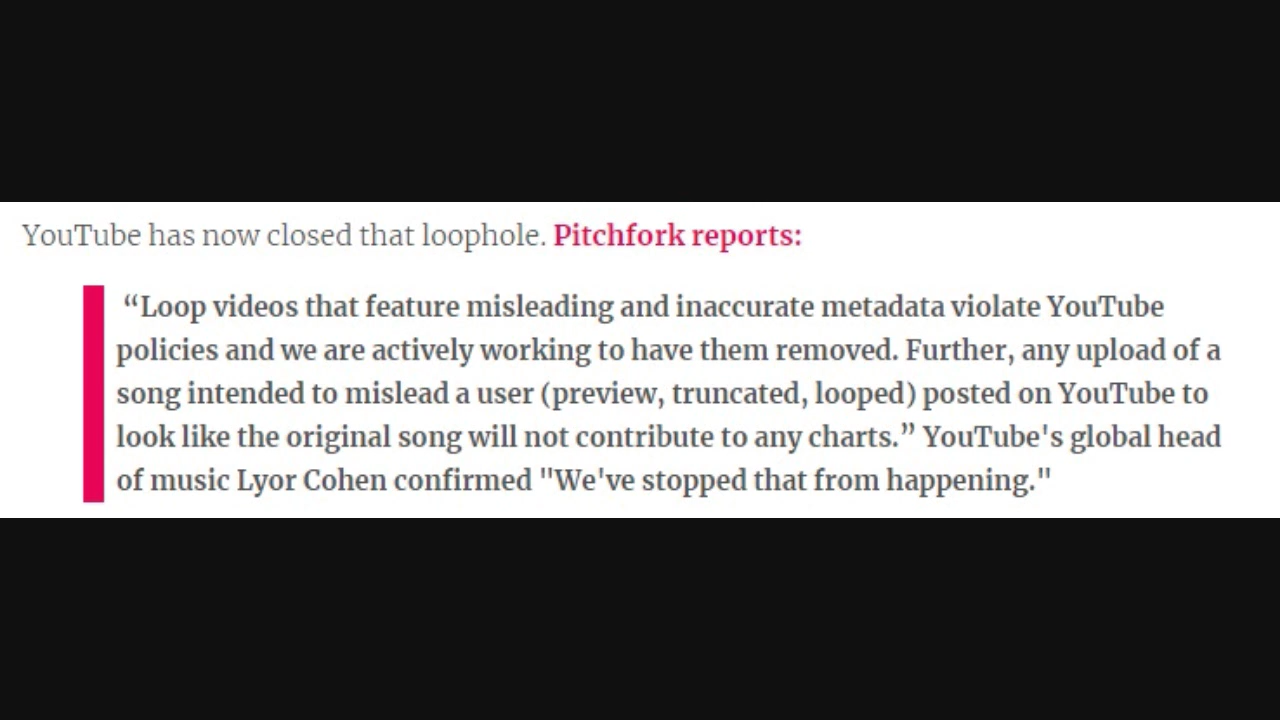 YouTube has now closed that loophole. Pitchfork reports:
“Loop videos that feature misleading and inaccurate metadata violate YouTube
policies and we are actively working to have them removed. Further, any upload of a
song intended to mislead a user (preview, truncated, looped) posted on YouTube to
look like the original song will not contribute to any charts.” YouTube's global head
of music Lyor Cohen confirmed "We've stopped that from happening."